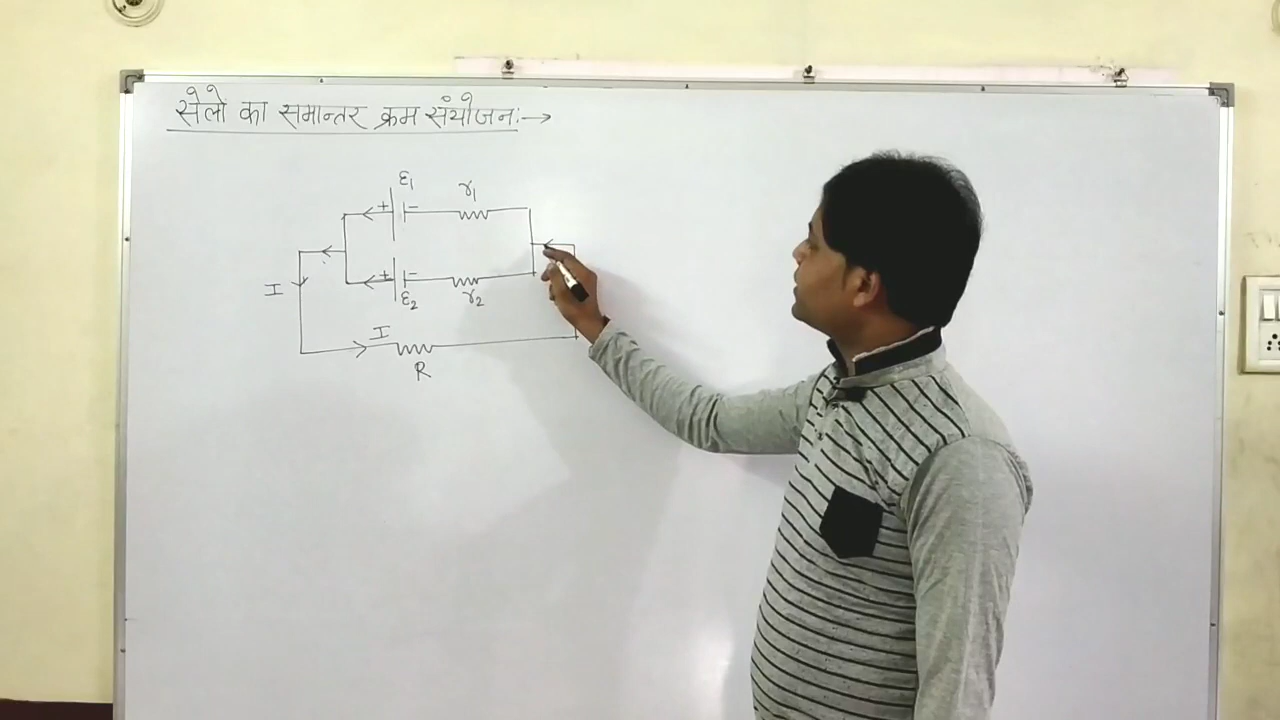 सेलो का समान्तर क्रम संयोजन:→
ε1 r1
+ -
+ -
ε2 r2
I
I
R